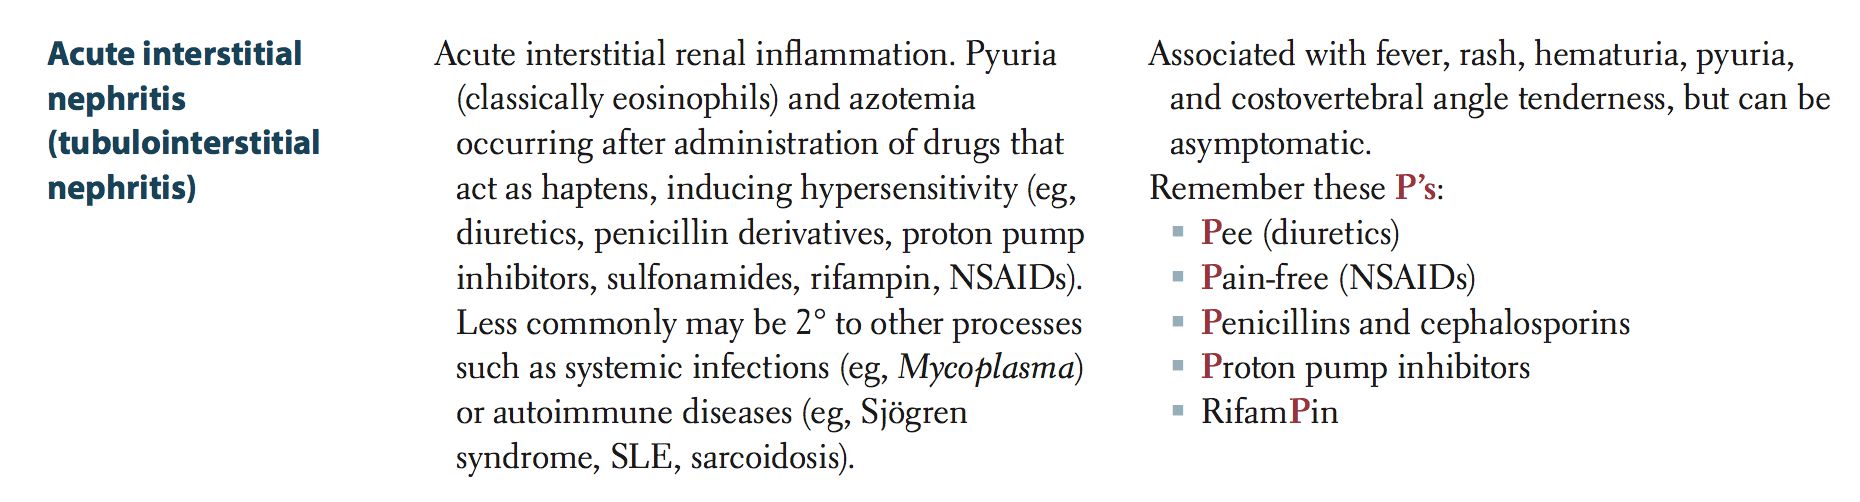 Acute interstitial
nephritis
(tubulointerstitial
nephritis)
Acute interstitial renal inflammation. Pyuria
(classically eosinophils) and azotemia
occurring after administration of drugs that
act as haptens, inducing hypersensitivity (eg,
diuretics, penicillin derivatives, proton pump
inhibitors, sulfonamides, rifampin, NSAIDs).
Less commonly may be 2° to other processes
such as systemic infections (eg, Mycoplasma)
or autoimmune diseases (eg, Sjögren
syndrome, SLE, sarcoidosis).
Associated with fever, rash, hematuria, pyuria,
and costovertebral angle tenderness, but can be
asymptomatic.
Remember these P’s:
▪ Pee (diuretics)
▪ Pain-free (NSAIDs)
▪ Penicillins and cephalosporins
▪ Proton pump inhibitors
▪ RifamPin